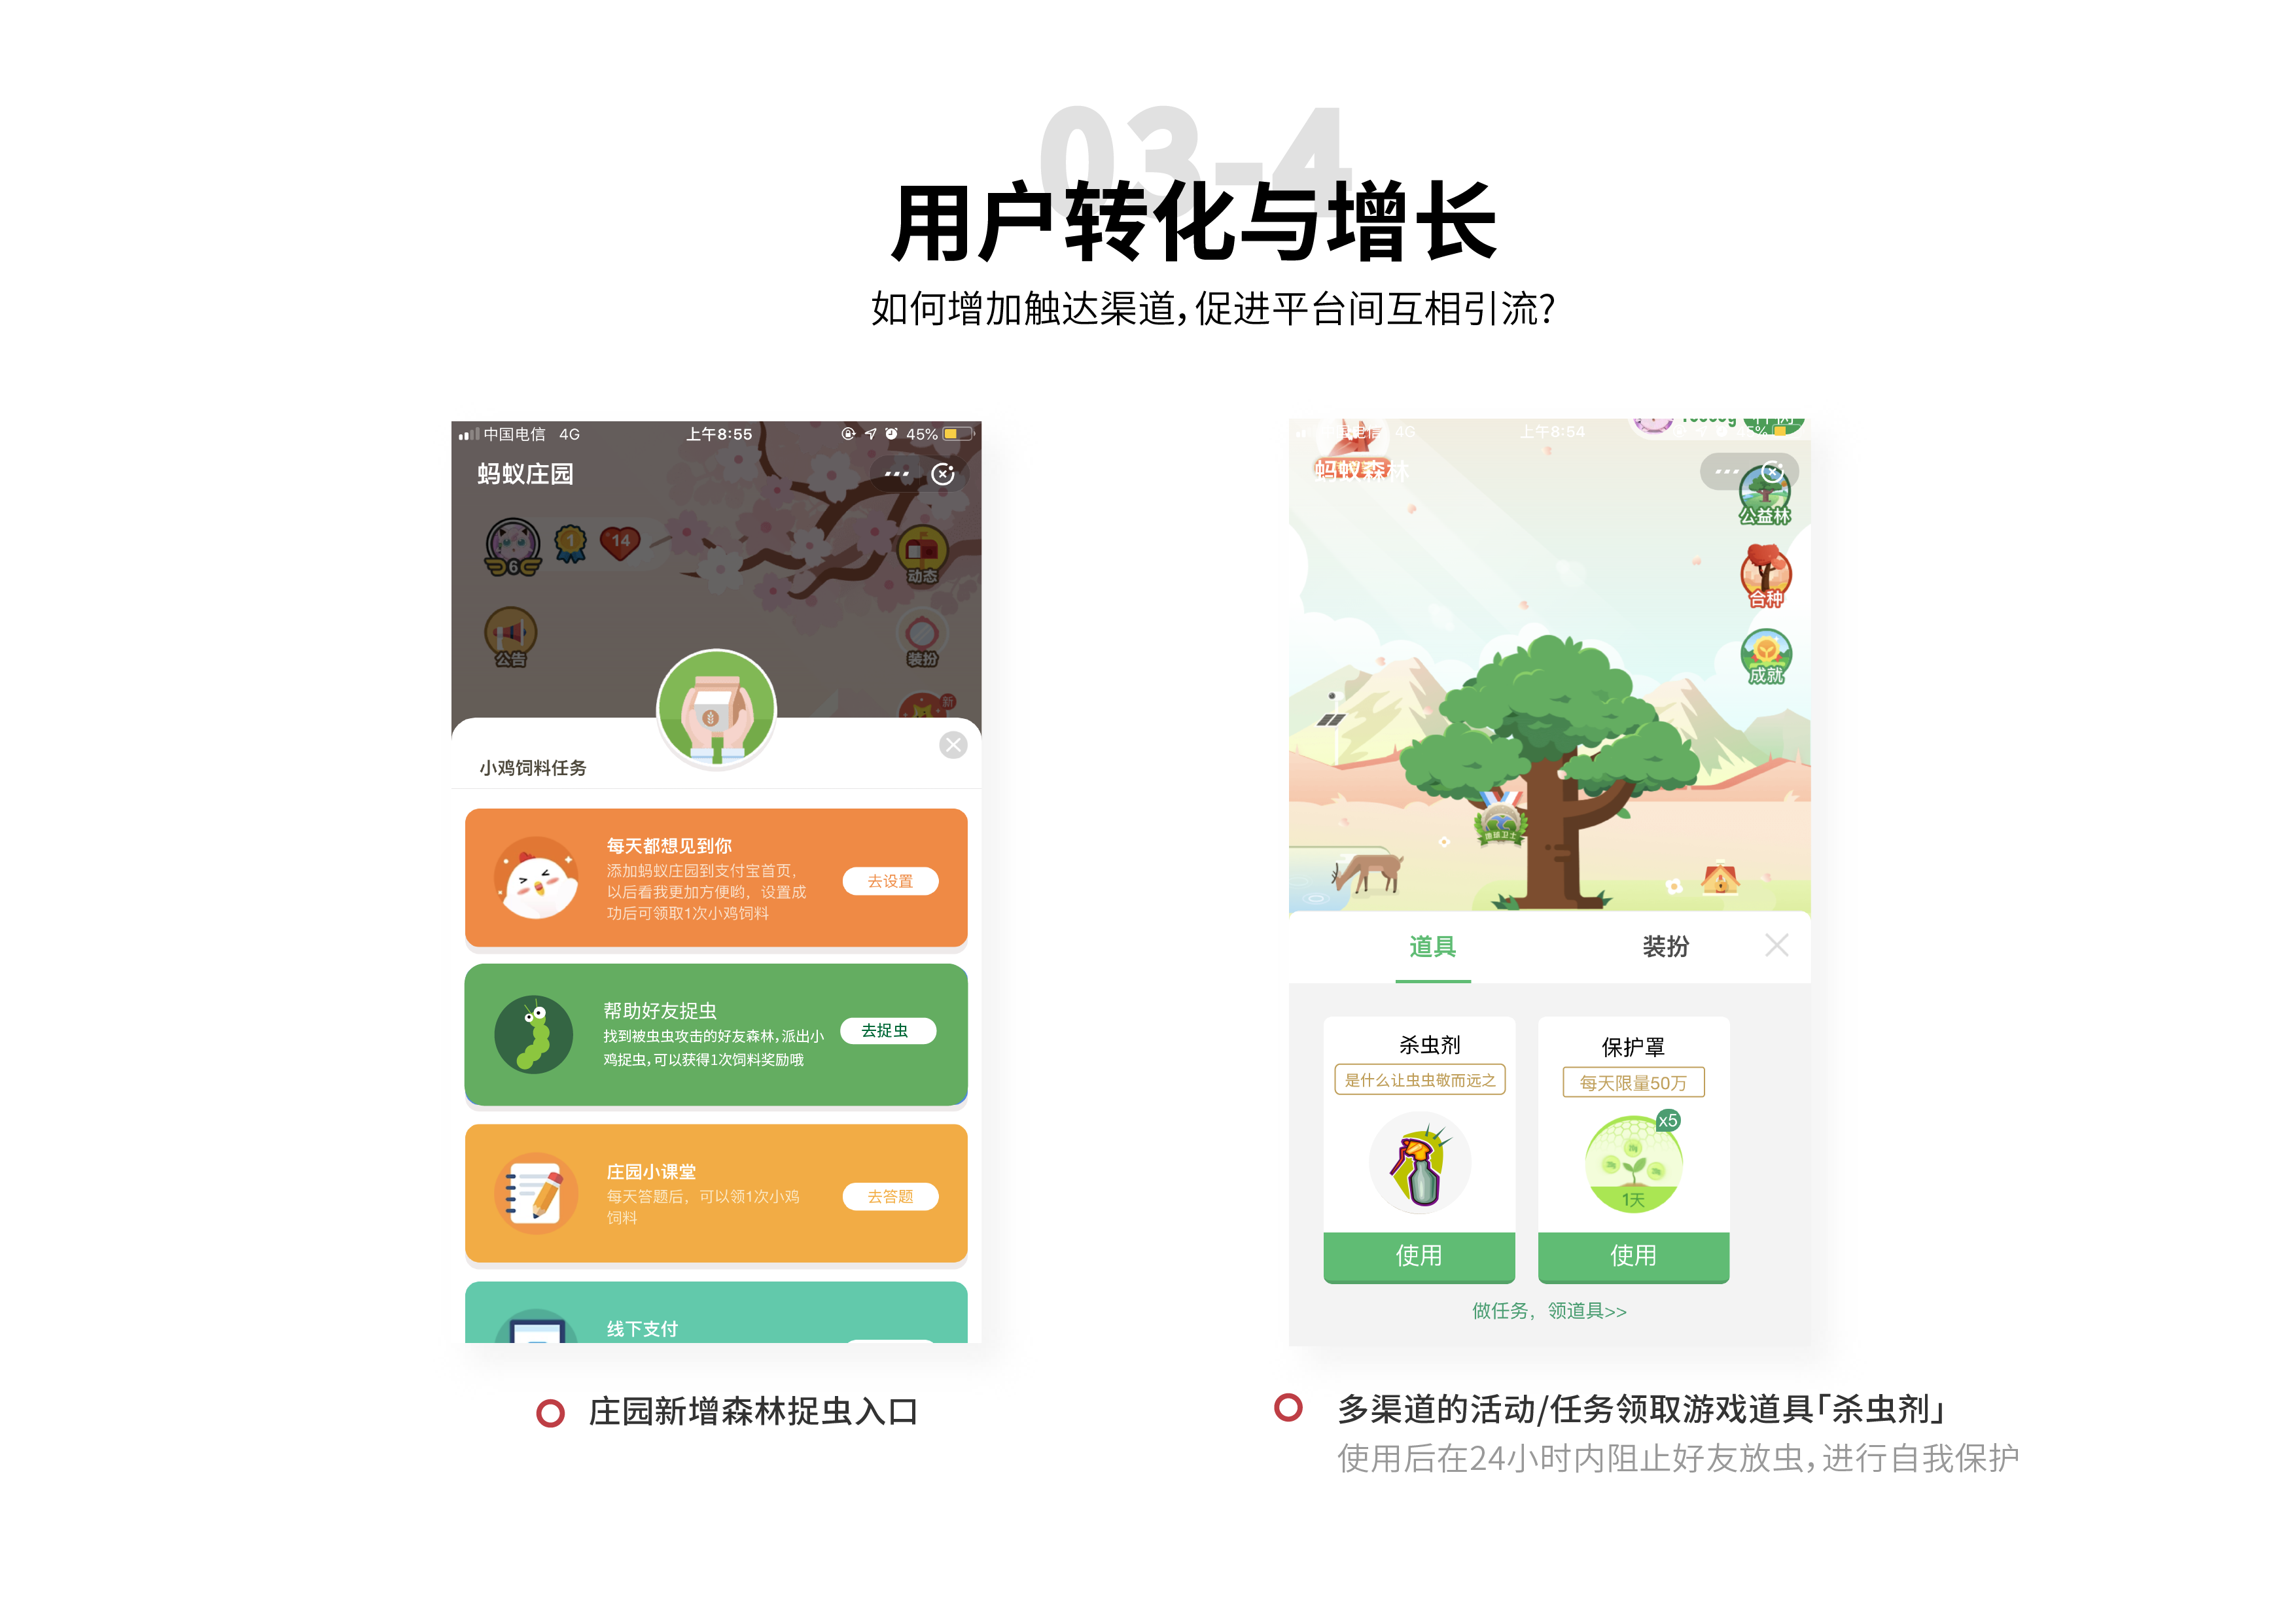 03-4
用户转化与增长
如何增加触达渠道，促进平台间互相引流？
中国电信 4G 上午8:55 45%
蚂蚁庄园
6 1 14
动态
公告
装扮
新
小鸡饲料任务
每天都想见到你
添加蚂蚁庄园到支付宝首页，
以后看我更加方便哟，设置成
功后可领取1次小鸡饲料
去设置
帮助好友捉虫
找到被虫虫攻击的好友森林，派出小
鸡捉虫，可以获得1次饲料奖励哦
去捉虫
庄园小课堂
每天答题后，可以领1次小鸡
饲料
去答题
线下支付
庄园新增森林捉虫入口
4G 上午8:54
蚂蚁森林
公益林
合种
成就
地球卫士
道具 装扮
杀虫剂
是什么让虫虫敬而远之
使用
保护罩
每天限量50万
x5
1天
使用
做任务，领道具>>
多渠道的活动/任务领取游戏道具「杀虫剂」
使用后在24小时内阻止好友放虫，进行自我保护